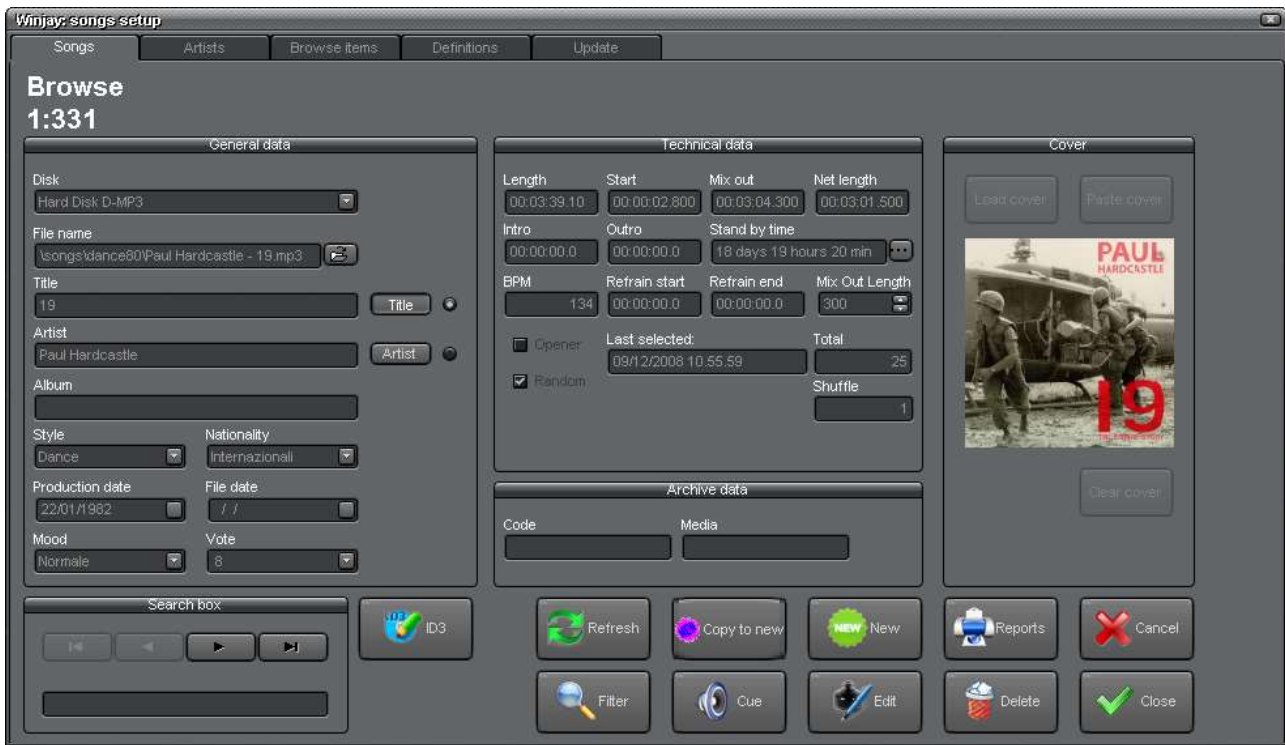 Winjay: songs setup
Songs Artists Browse items Definitions Update
Browse
1:331
General data
Disk
Hard Disk D-MP3
File name
\songs\dance80\Paul Hardcastle - 19.mp3
Title
19 Title
Artist
Paul Hardcastle Artist
Album
Style Nationality
Dance Internazionali
Production date File date
22/01/1982 / /
Mood Vote
Normale 8
Technical data
Length Start Mix out Net length
00:03:39.10 00:00:02.800 00:03:04.300 00:03:01.500
Intro Outro Stand by time
00:00:00.0 00:00:00.0 18 days 19 hours 20 min ...
BPM Refrain start Refrain end Mix Out Length
134 00:00:00.0 00:00:00.0 300
Opener Last selected: Total
09/12/2008 10.55.59 25
Random Shuffle
1
Archive data
Code Media
Cover
Load cover Paste cover
PAUL
HARDCASTLE
19
Clear cover
Search box
ID3 ID3
Refresh Copy to new NEW New Reports Cancel
Filter Cue Edit Delete Close